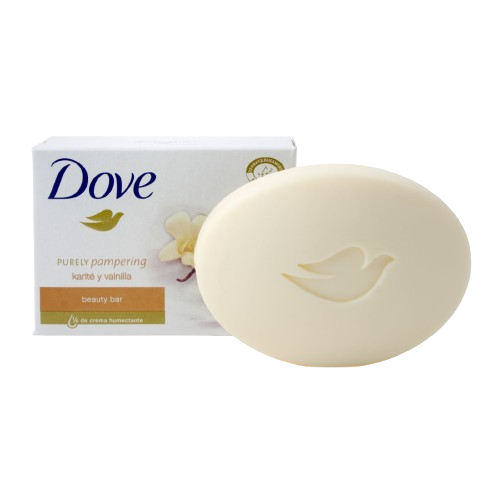 Dove
PURELY pampering
karité y vainilla
beauty bar
¼ de crema humectante